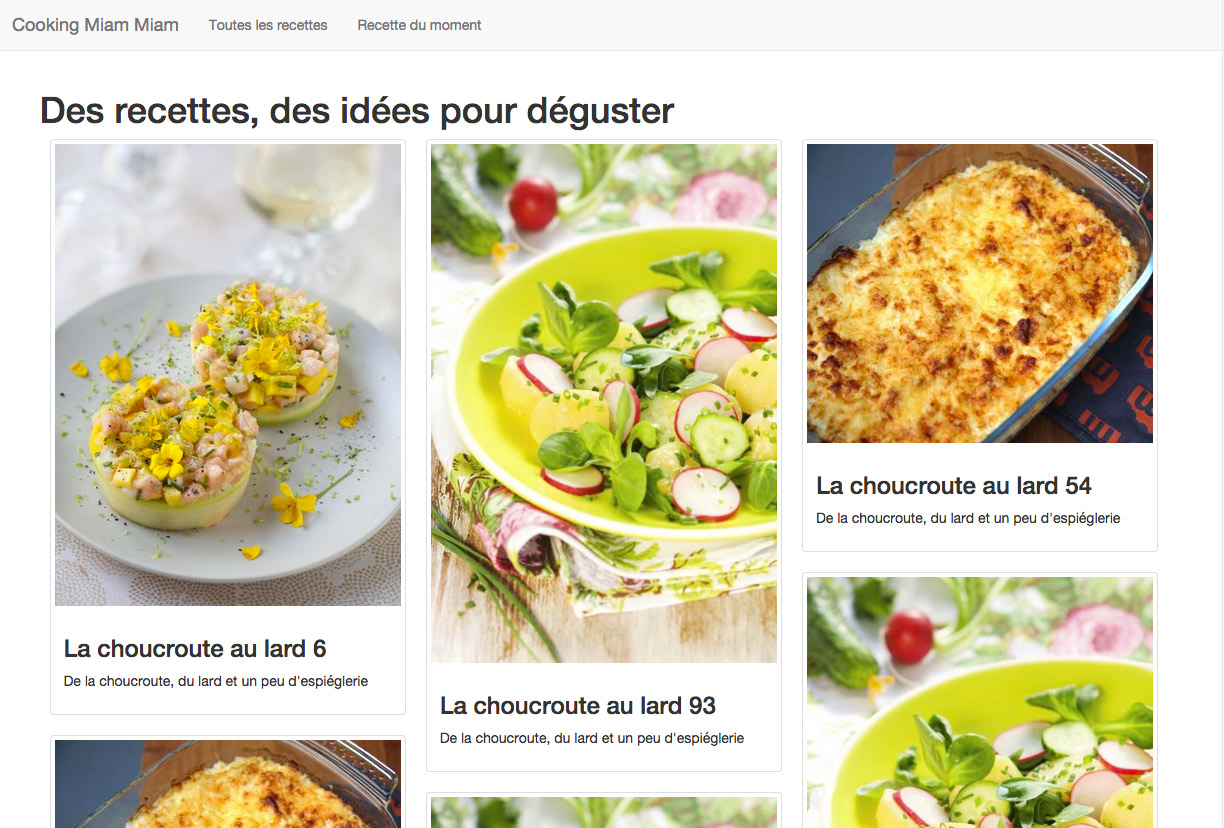 Cooking Miam Miam Toutes les recettes Recette du moment
Des recettes, des idées pour déguster
La choucroute au lard 6
De la choucroute, du lard et un peu d'espiéglerie
La choucroute au lard 93
De la choucroute, du lard et un peu d'espiéglerie
La choucroute au lard 54
De la choucroute, du lard et un peu d'espiéglerie